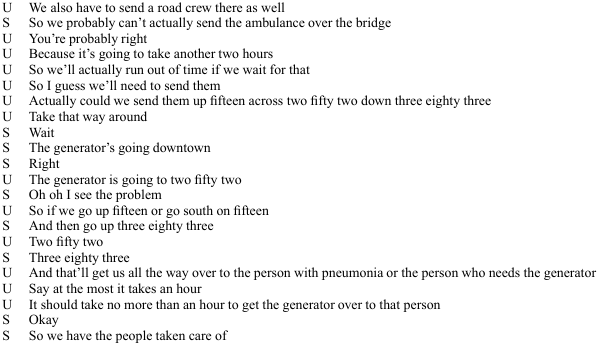 U We also have to send a road crew there as well
S So we probably can't actually send the ambulance over the bridge
U You're probably right
U Because it's going to take another two hours
U So we'll actually run out of time if we wait for that
U So I guess we'll need to send them
U Actually could we send them up fifteen across two fifty two down three eighty three
U Take that way around
S Wait
S The generator's going downtown
S Right
U The generator is going to two fifty two
S Oh oh I see the problem
U So if we go up fifteen or go south on fifteen
S And then go up three eighty three
U Two fifty two
S Three eighty three
U And that'll get us all the way over to the person with pneumonia or the person who needs the generator
U Say at the most it takes an hour
U It should take no more than an hour to get the generator over to that person
S Okay
S So we have the people taken care of